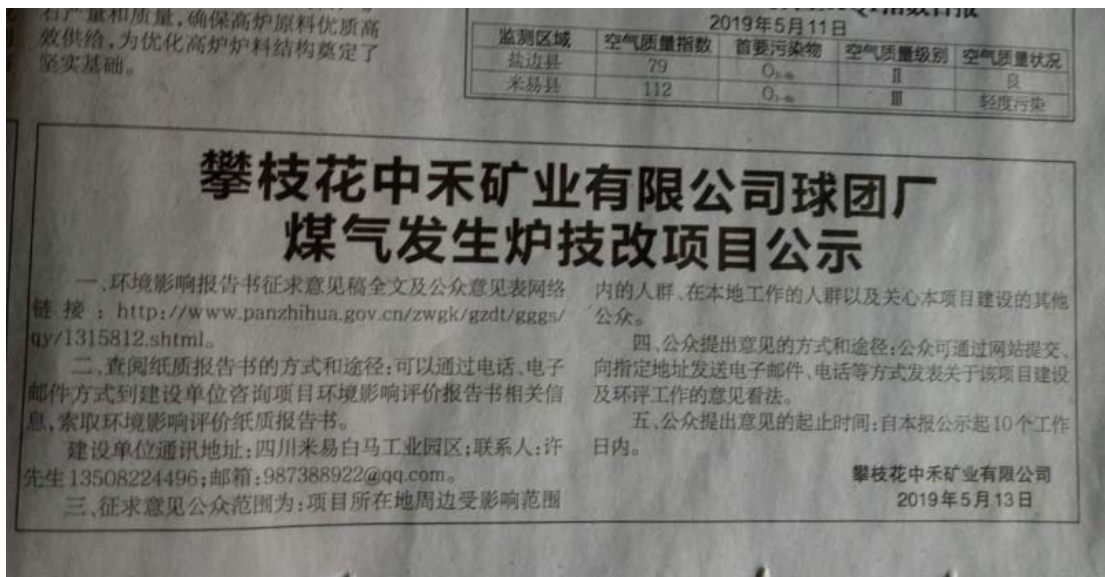 石产量和质量,确保高炉原料优质高
效供给,为优化高炉炉料结构奠定了
坚实基础。
2019年5月11日
监测区域 空气质量指数 首要污染物 空气质量级别 空气质量状况
盐边县 79 O₃ Ⅱ 良
米易县 112 O₃ Ⅲ 轻度污染
攀枝花中禾矿业有限公司球团厂
煤气发生炉技改项目公示
一、环境影响报告书征求意见稿全文及公众意见表网络
链接:http://www.panzhihua.gov.cn/zwgk/gzdt/gggs/
qy/1315812.shtml。
二、查阅纸质报告书的方式和途径:可以通过电话、电子
邮件方式到建设单位咨询项目环境影响评价报告书相关信
息,索取环境影响评价纸质报告书。
建设单位通讯地址:四川米易白马工业园区;联系人:许
先生13508224496;邮箱:987388922@qq.com。
三、征求意见公众范围为:项目所在地周边受影响范围
内的人群、在本地工作的人群以及关心本项目建设的其他
公众。
四、公众提出意见的方式和途径:公众可通过网站提交、
向指定地址发送电子邮件、电话等方式发表关于该项目建设
及环评工作的意见看法。
五、公众提出意见的起止时间:自本报公示起10个工作
日内。
攀枝花中禾矿业有限公司
2019年5月13日